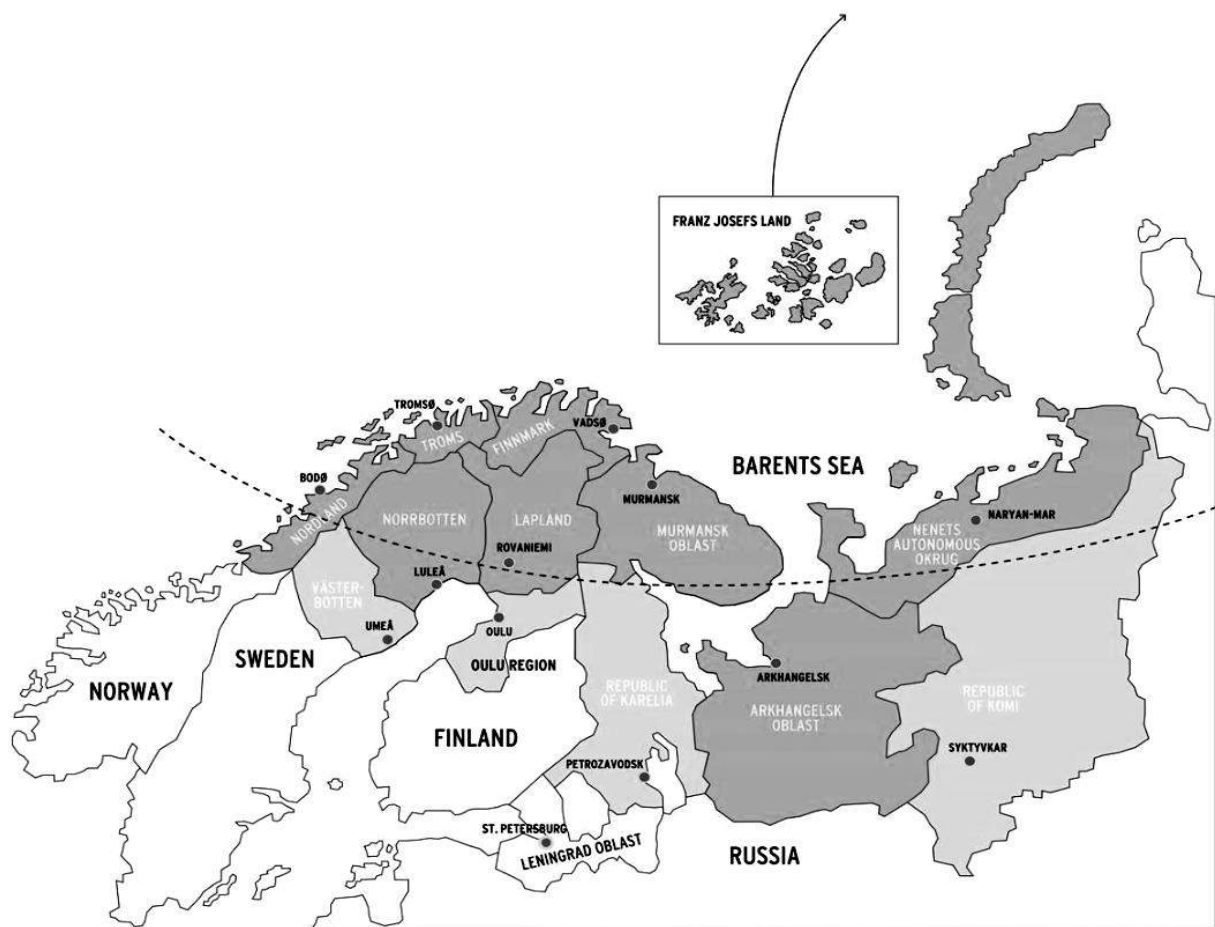 FRANZ JOSEFS LAND
TROMSØ
TROMS
FINNMARK
VADSØ
BARENTS SEA
BODØ
NORDLAND
NORRBOTTEN
LAPLAND
MURMANSK
MURMANSK
OBLAST
NARYAN-MAR
NENETS
AUTONOMOUS
OKRUG
ROVANIEMI
LULEÅ
VÄSTER-
BOTTEN
UMEÅ
OULU
OULU REGION
SWEDEN
NORWAY
FINLAND
REPUBLIC
OF KARELIA
ARKHANGELSK
ARKHANGELSK
OBLAST
REPUBLIC
OF KOMI
SYKTYVKAR
PETROZAVODSK
ST. PETERSBURG
LENINGRAD OBLAST
RUSSIA